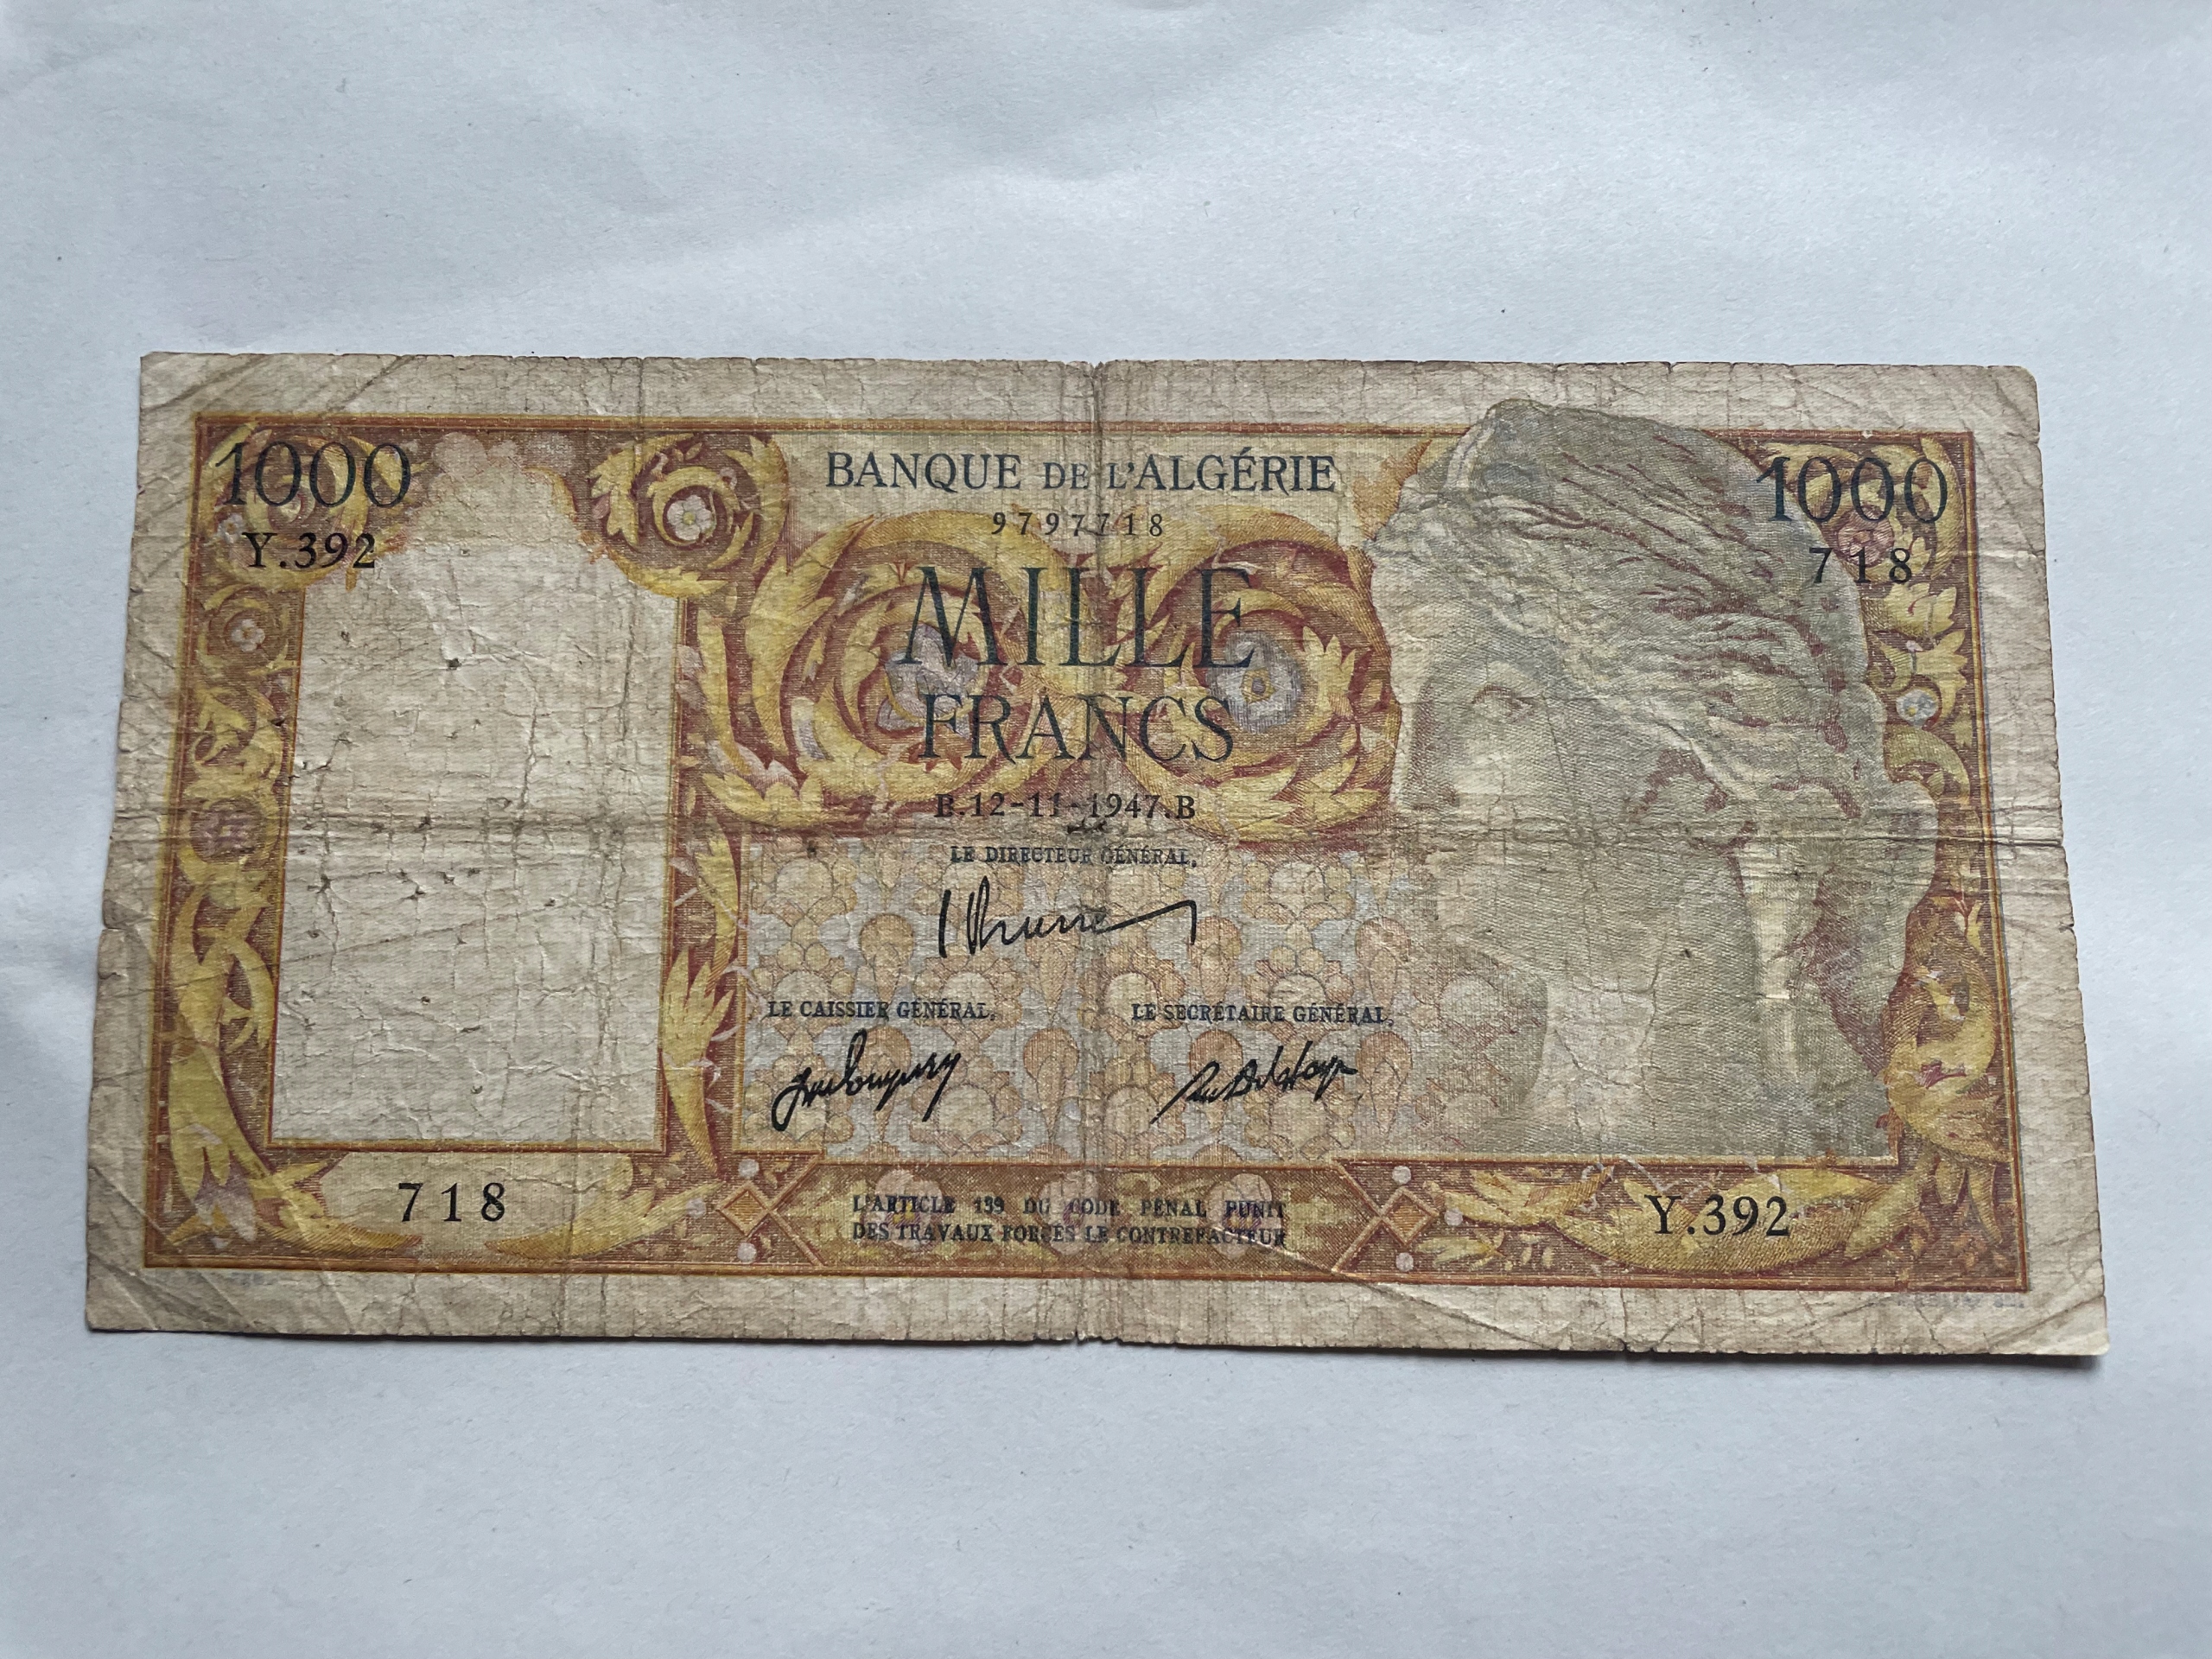 1000
Y.392
BANQUE DE L'ALGÉRIE
9797718
1000
718
MILLE
FRANCS
B.12-11-1947.B
LE DIRECTEUR GÉNÉRAL,
LE CAISSIER GÉNÉRAL,
LE SECRÉTAIRE GÉNÉRAL,
718
L'ARTICLE 139 DU CODE PÉNAL PUNIT
DES TRAVAUX FORCÉS LE CONTREFACTEUR
Y.392